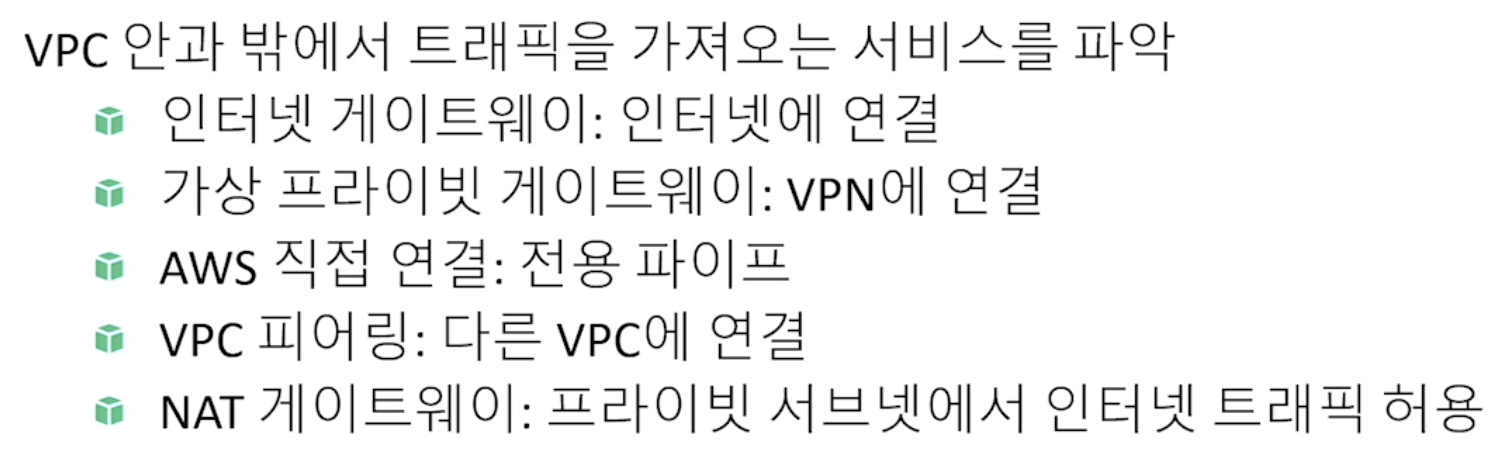 VPC 안과 밖에서 트래픽을 가져오는 서비스를 파악
인터넷 게이트웨이: 인터넷에 연결
가상 프라이빗 게이트웨이: VPN에 연결
AWS 직접 연결: 전용 파이프
VPC 피어링: 다른 VPC에 연결
NAT 게이트웨이: 프라이빗 서브넷에서 인터넷 트래픽 허용